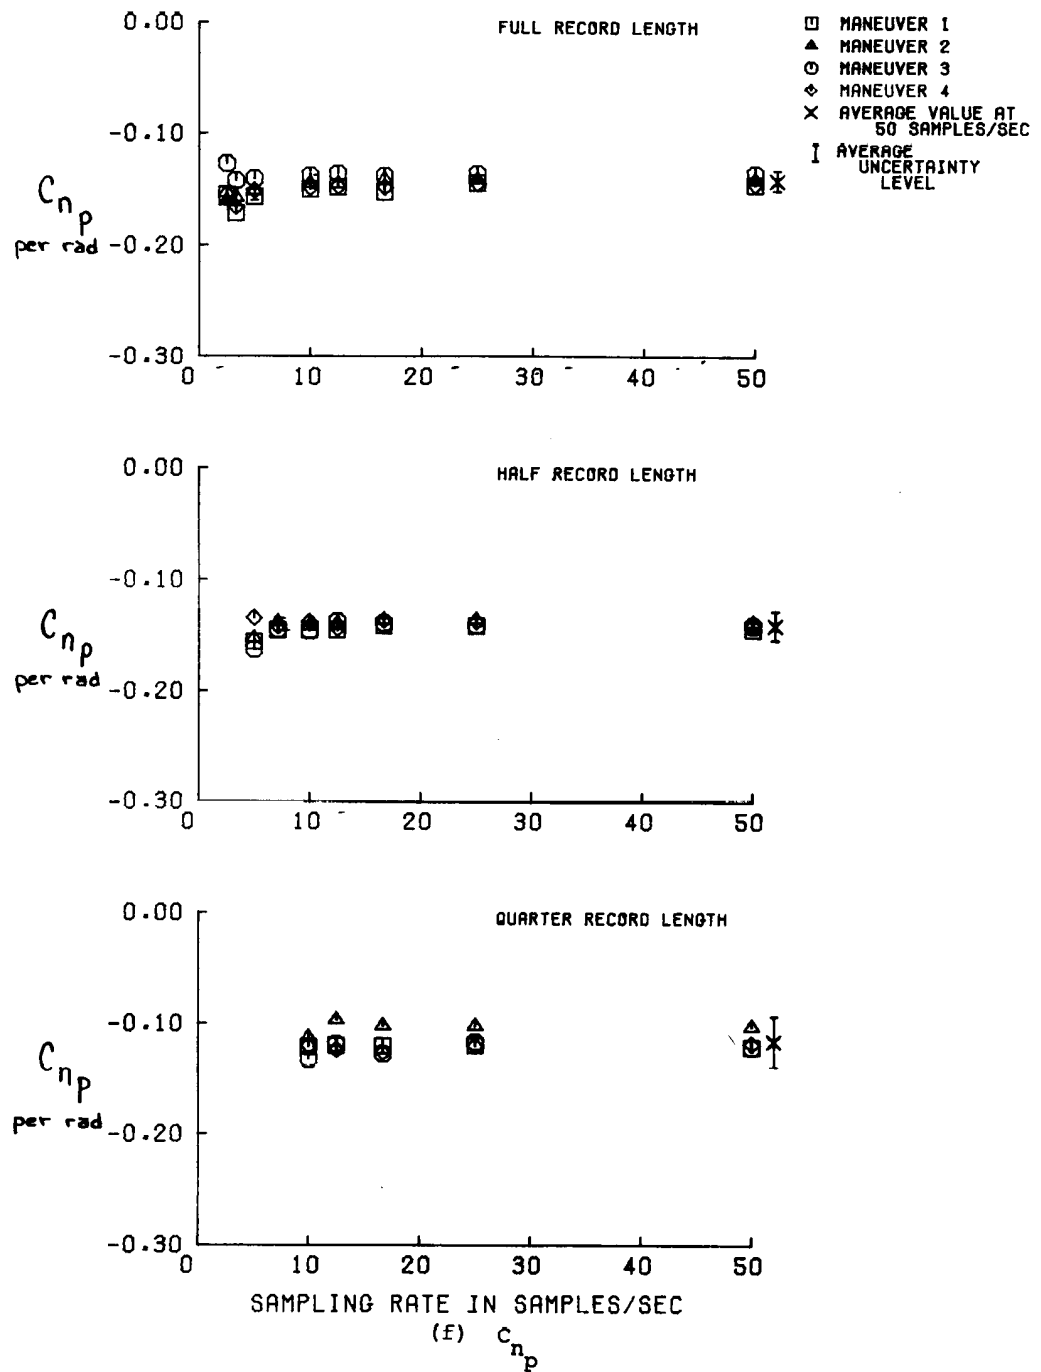 0.00
FULL RECORD LENGTH
MANEUVER 1
MANEUVER 2
MANEUVER 3
MANEUVER 4
AVERAGE VALUE AT
50 SAMPLES/SEC
AVERAGE
UNCERTAINTY
LEVEL
-0.10
C n p
per rad
-0.20
-0.30
0 10 20 30 40 50
0.00
HALF RECORD LENGTH
-0.10
C n p
per rad
-0.20
-0.30
0 10 20 30 40 50
0.00
QUARTER RECORD LENGTH
-0.10
C n p
per rad
-0.20
-0.30
0 10 20 30 40 50
SAMPLING RATE IN SAMPLES/SEC
(f) C n p